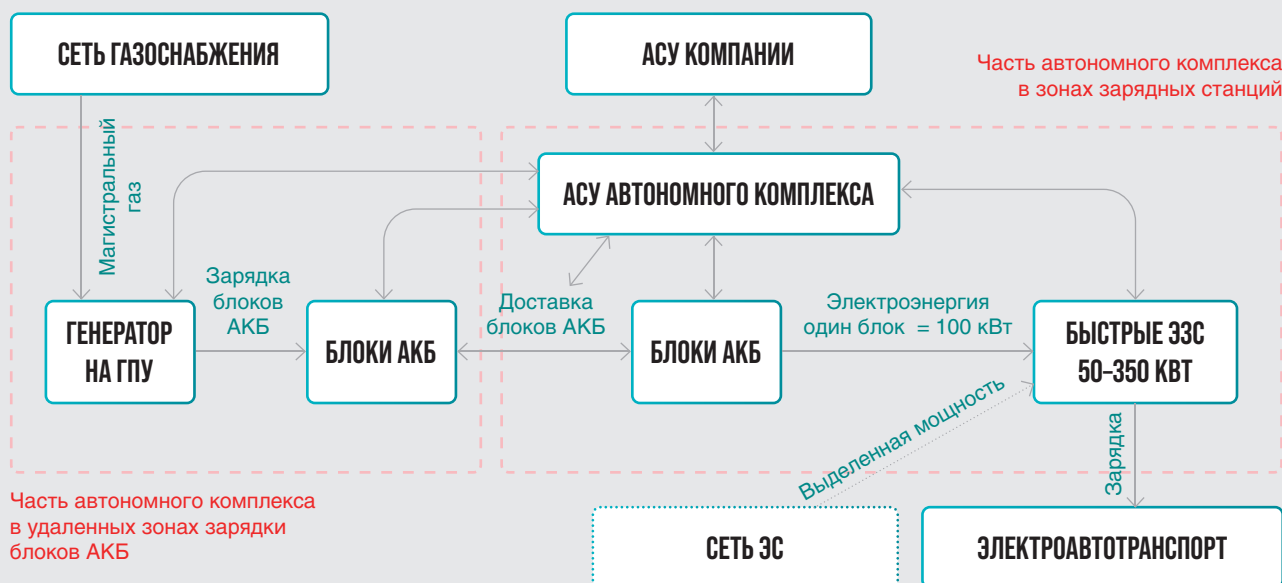 СЕТЬ ГАЗОСНАБЖЕНИЯ
АСУ КОМПАНИИ
Часть автономного комплекса
в зонах зарядных станций
Магистральный
газ
АСУ АВТОНОМНОГО КОМПЛЕКСА
Зарядка
блоков
АКБ
Доставка
блоков АКБ
Электроэнергия
один блок = 100 кВт
ГЕНЕРАТОР
НА ГПУ
БЛОКИ АКБ
БЛОКИ АКБ
БЫСТРЫЕ ЭЗС
50–350 КВТ
Выделенная мощность
Зарядка
Часть автономного комплекса
в удаленных зонах зарядки
блоков АКБ
СЕТЬ ЭС
ЭЛЕКТРОАВТОТРАНСПОРТ